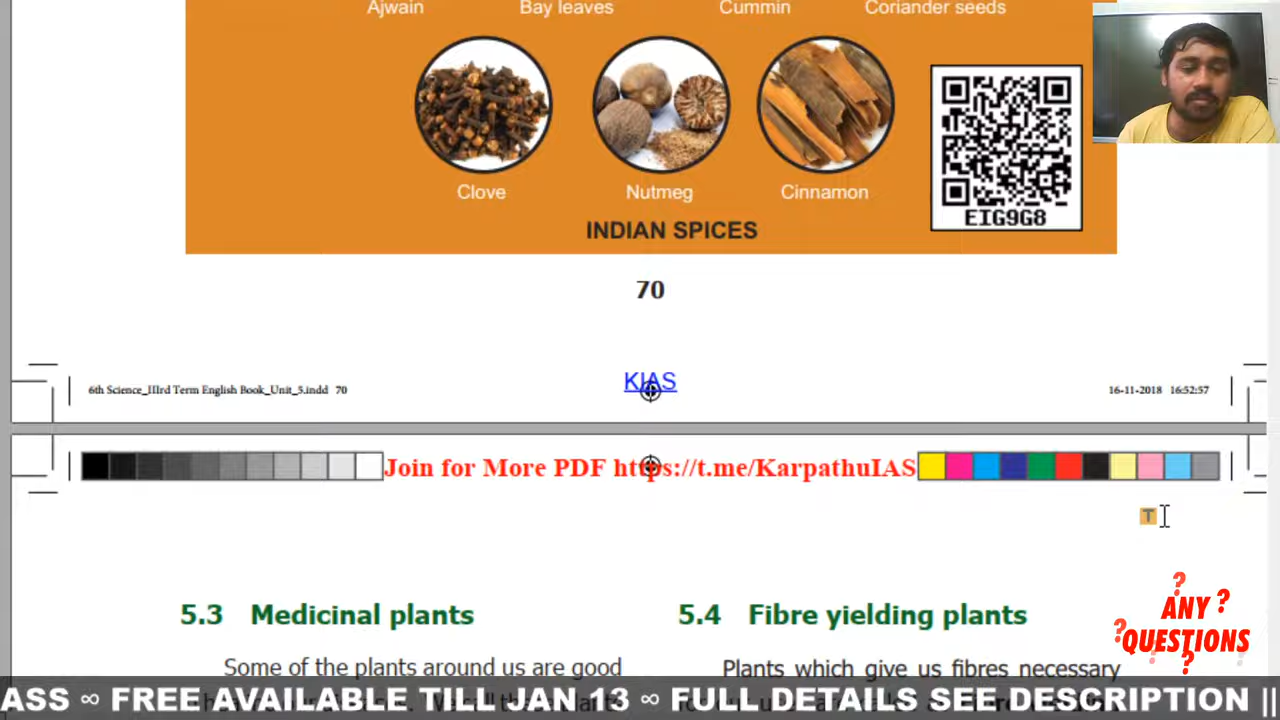 Ajwain Bay leaves Cummin Coriander seeds
Clove Nutmeg Cinnamon
EIG9G8
INDIAN SPICES
70
6th Science_IIIrd Term English Book_Unit_5.indd 70
KIAS
16-11-2018 16:52:57
Join for More PDF https://t.me/KarpathuIAS
T
5.3 Medicinal plants
Some of the plants around us are good
5.4 Fibre yielding plants
Plants which give us fibres necessary
? ANY ?
? QUESTIONS ?
ASS ∞ FREE AVAILABLE TILL JAN 13 ∞ FULL DETAILS SEE DESCRIPTION ||